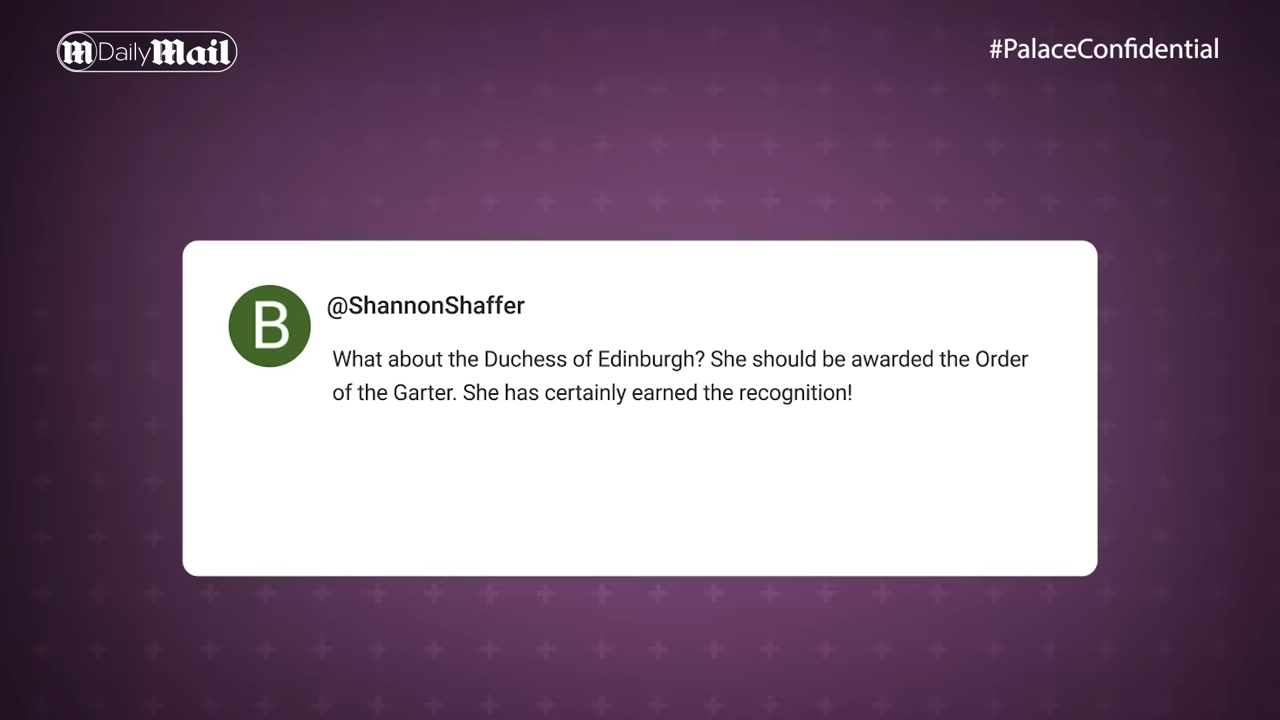 M Daily Mail
#PalaceConfidential
B
@ShannonShaffer
What about the Duchess of Edinburgh? She should be awarded the Order
of the Garter. She has certainly earned the recognition!